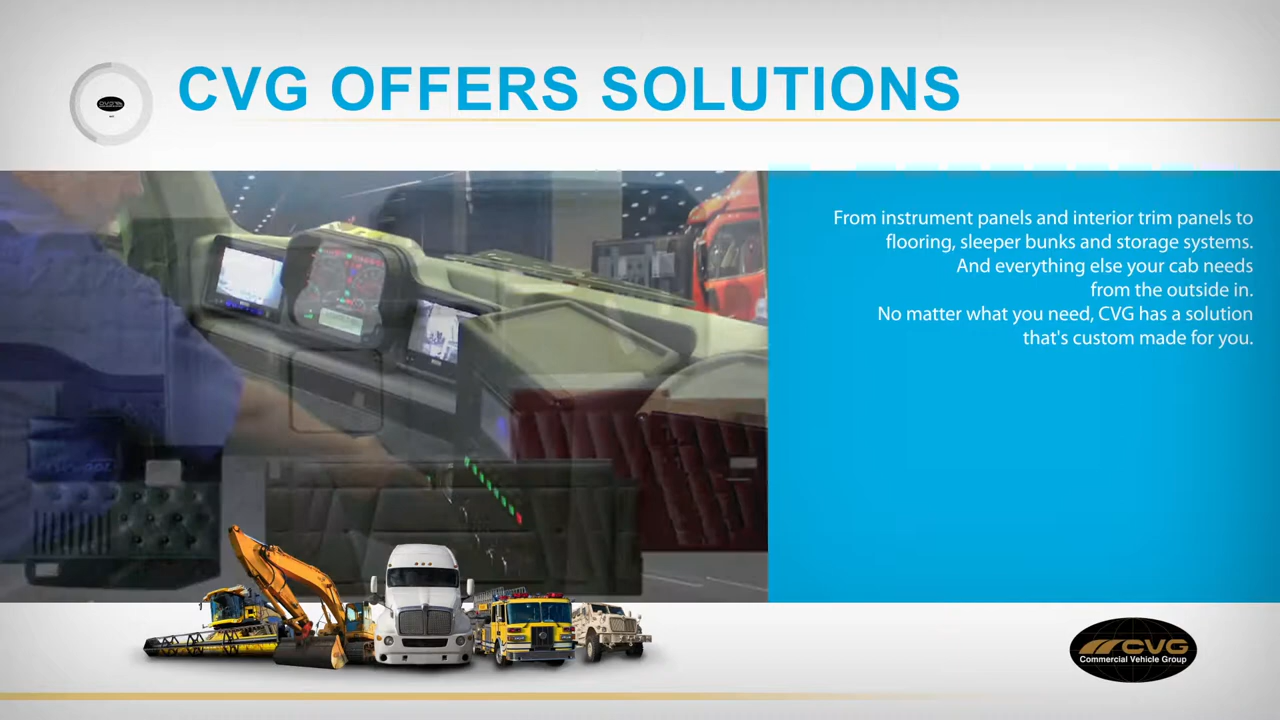 CVG OFFERS SOLUTIONS
From instrument panels and interior trim panels to
flooring, sleeper bunks and storage systems.
And everything else your cab needs
from the outside in.
No matter what you need, CVG has a solution
that's custom made for you.
CVG
Commercial Vehicle Group